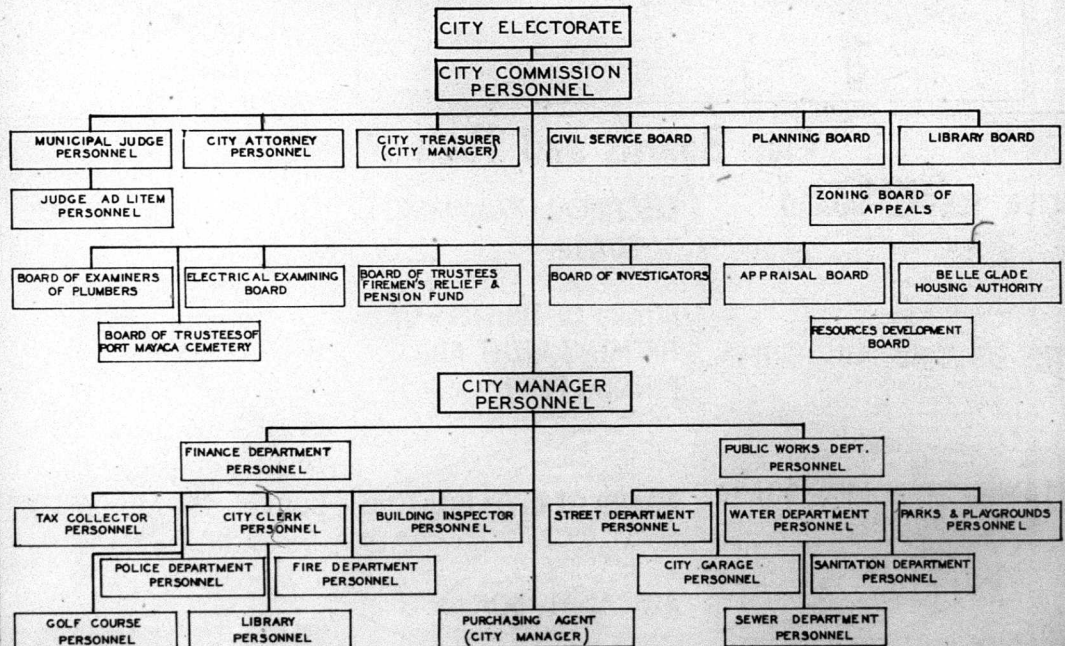 CITY ELECTORATE
CITY COMMISSION
PERSONNEL
MUNICIPAL JUDGE
PERSONNEL
CITY ATTORNEY
PERSONNEL
CITY TREASURER
(CITY MANAGER)
CIVIL SERVICE BOARD
PLANNING BOARD
LIBRARY BOARD
JUDGE AD LITEM
PERSONNEL
ZONING BOARD OF
APPEALS
BOARD OF EXAMINERS
OF PLUMBERS
ELECTRICAL EXAMINING
BOARD
BOARD OF TRUSTEES
FIREMEN'S RELIEF &
PENSION FUND
BOARD OF INVESTIGATORS
APPRAISAL BOARD
BELLE GLADE
HOUSING AUTHORITY
BOARD OF TRUSTEES OF
PORT MAYACA CEMETERY
RESOURCES DEVELOPMENT
BOARD
CITY MANAGER
PERSONNEL
FINANCE DEPARTMENT
PERSONNEL
PUBLIC WORKS DEPT.
PERSONNEL
TAX COLLECTOR
PERSONNEL
CITY CLERK
PERSONNEL
BUILDING INSPECTOR
PERSONNEL
STREET DEPARTMENT
PERSONNEL
WATER DEPARTMENT
PERSONNEL
PARKS & PLAYGROUNDS
PERSONNEL
POLICE DEPARTMENT
PERSONNEL
FIRE DEPARTMENT
PERSONNEL
CITY GARAGE
PERSONNEL
SANITATION DEPARTMENT
PERSONNEL
GOLF COURSE
PERSONNEL
LIBRARY
PERSONNEL
PURCHASING AGENT
(CITY MANAGER)
SEWER DEPARTMENT
PERSONNEL